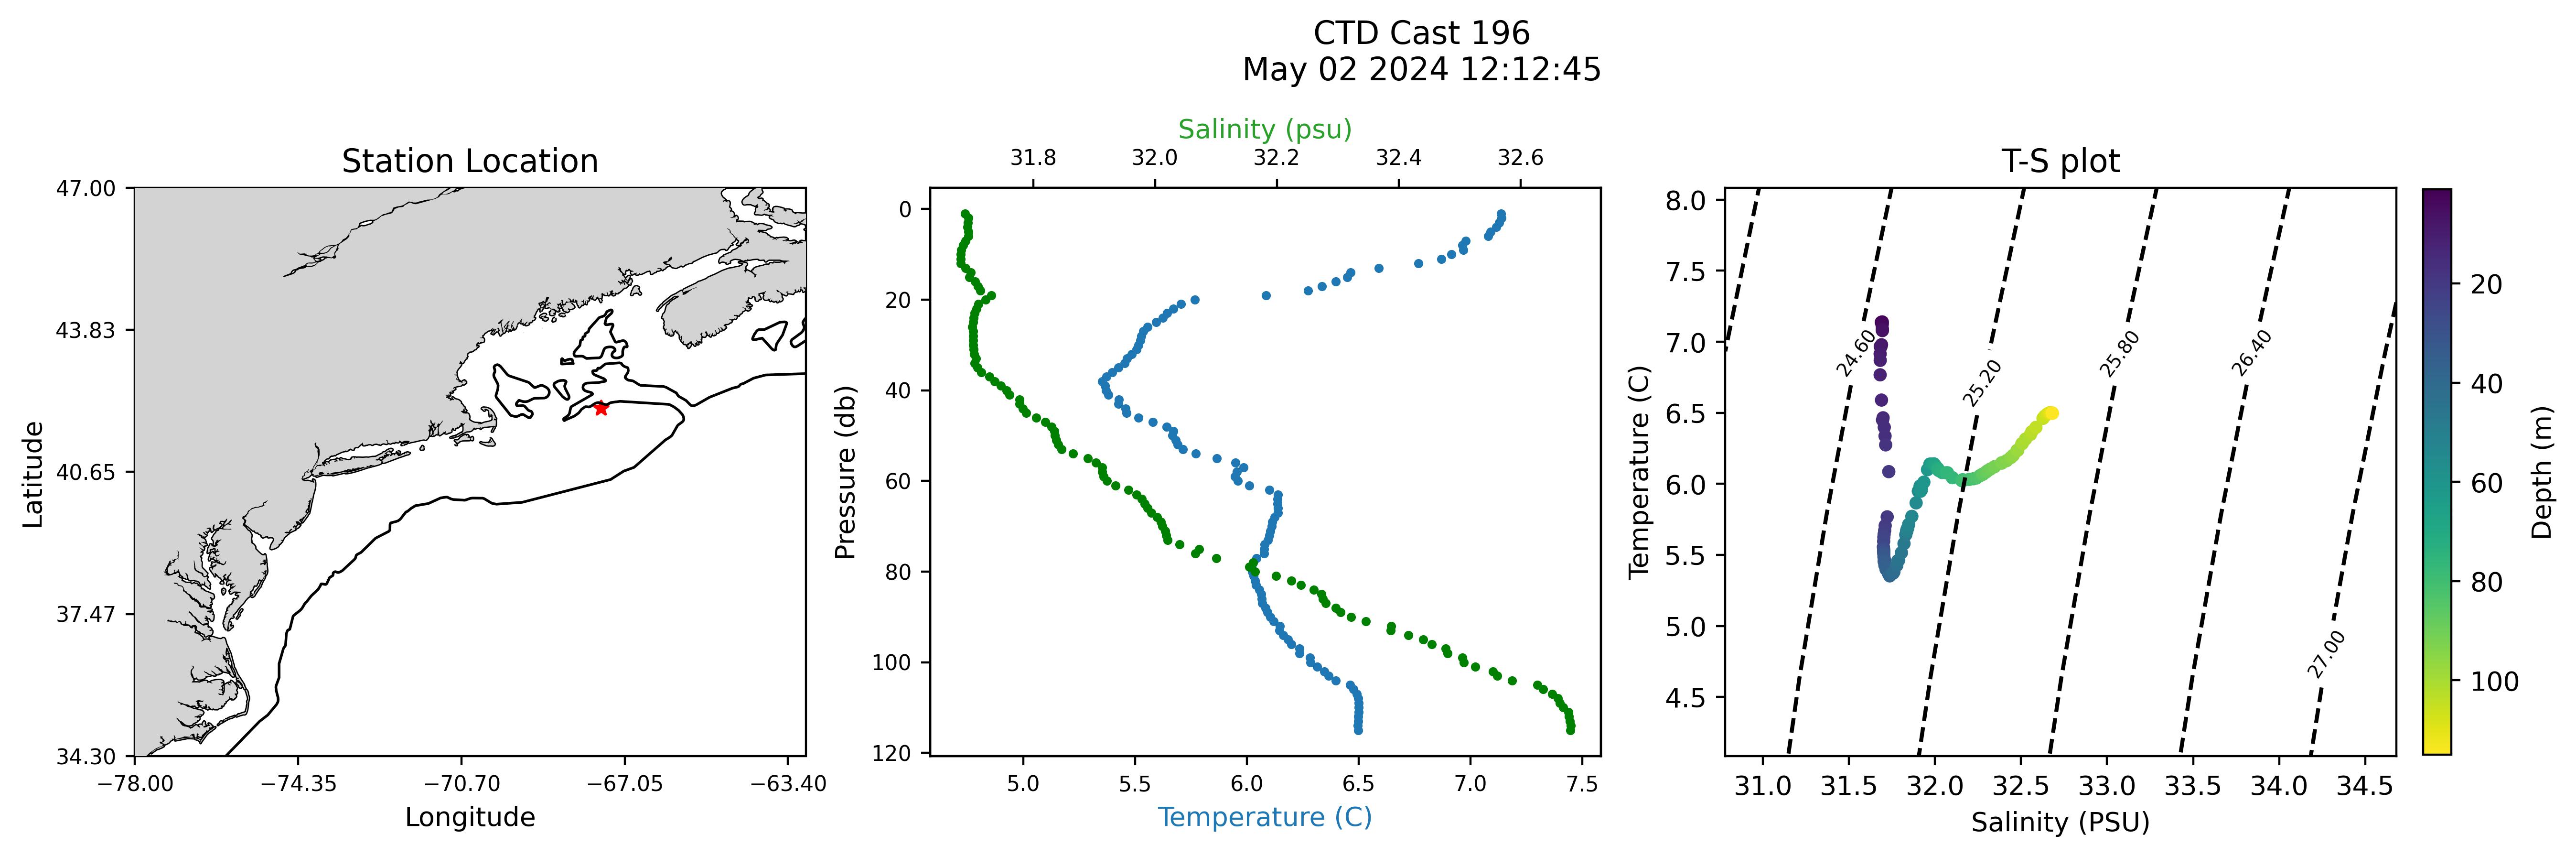 CTD Cast 196
May 02 2024 12:12:45
Station Location
47.00
43.83
40.65
37.47
34.30
Latitude
−78.00 −74.35 −70.70 −67.05 −63.40
Longitude
Salinity (psu)
31.8 32.0 32.2 32.4 32.6
0
20
40
60
80
100
120
Pressure (db)
5.0 5.5 6.0 6.5 7.0 7.5
Temperature (C)
T-S plot
8.0
7.5
7.0
6.5
6.0
5.5
5.0
4.5
Temperature (C)
24.60
25.20
25.80
26.40
27.00
31.0 31.5 32.0 32.5 33.0 33.5 34.0 34.5
Salinity (PSU)
20
40
60
80
100
Depth (m)